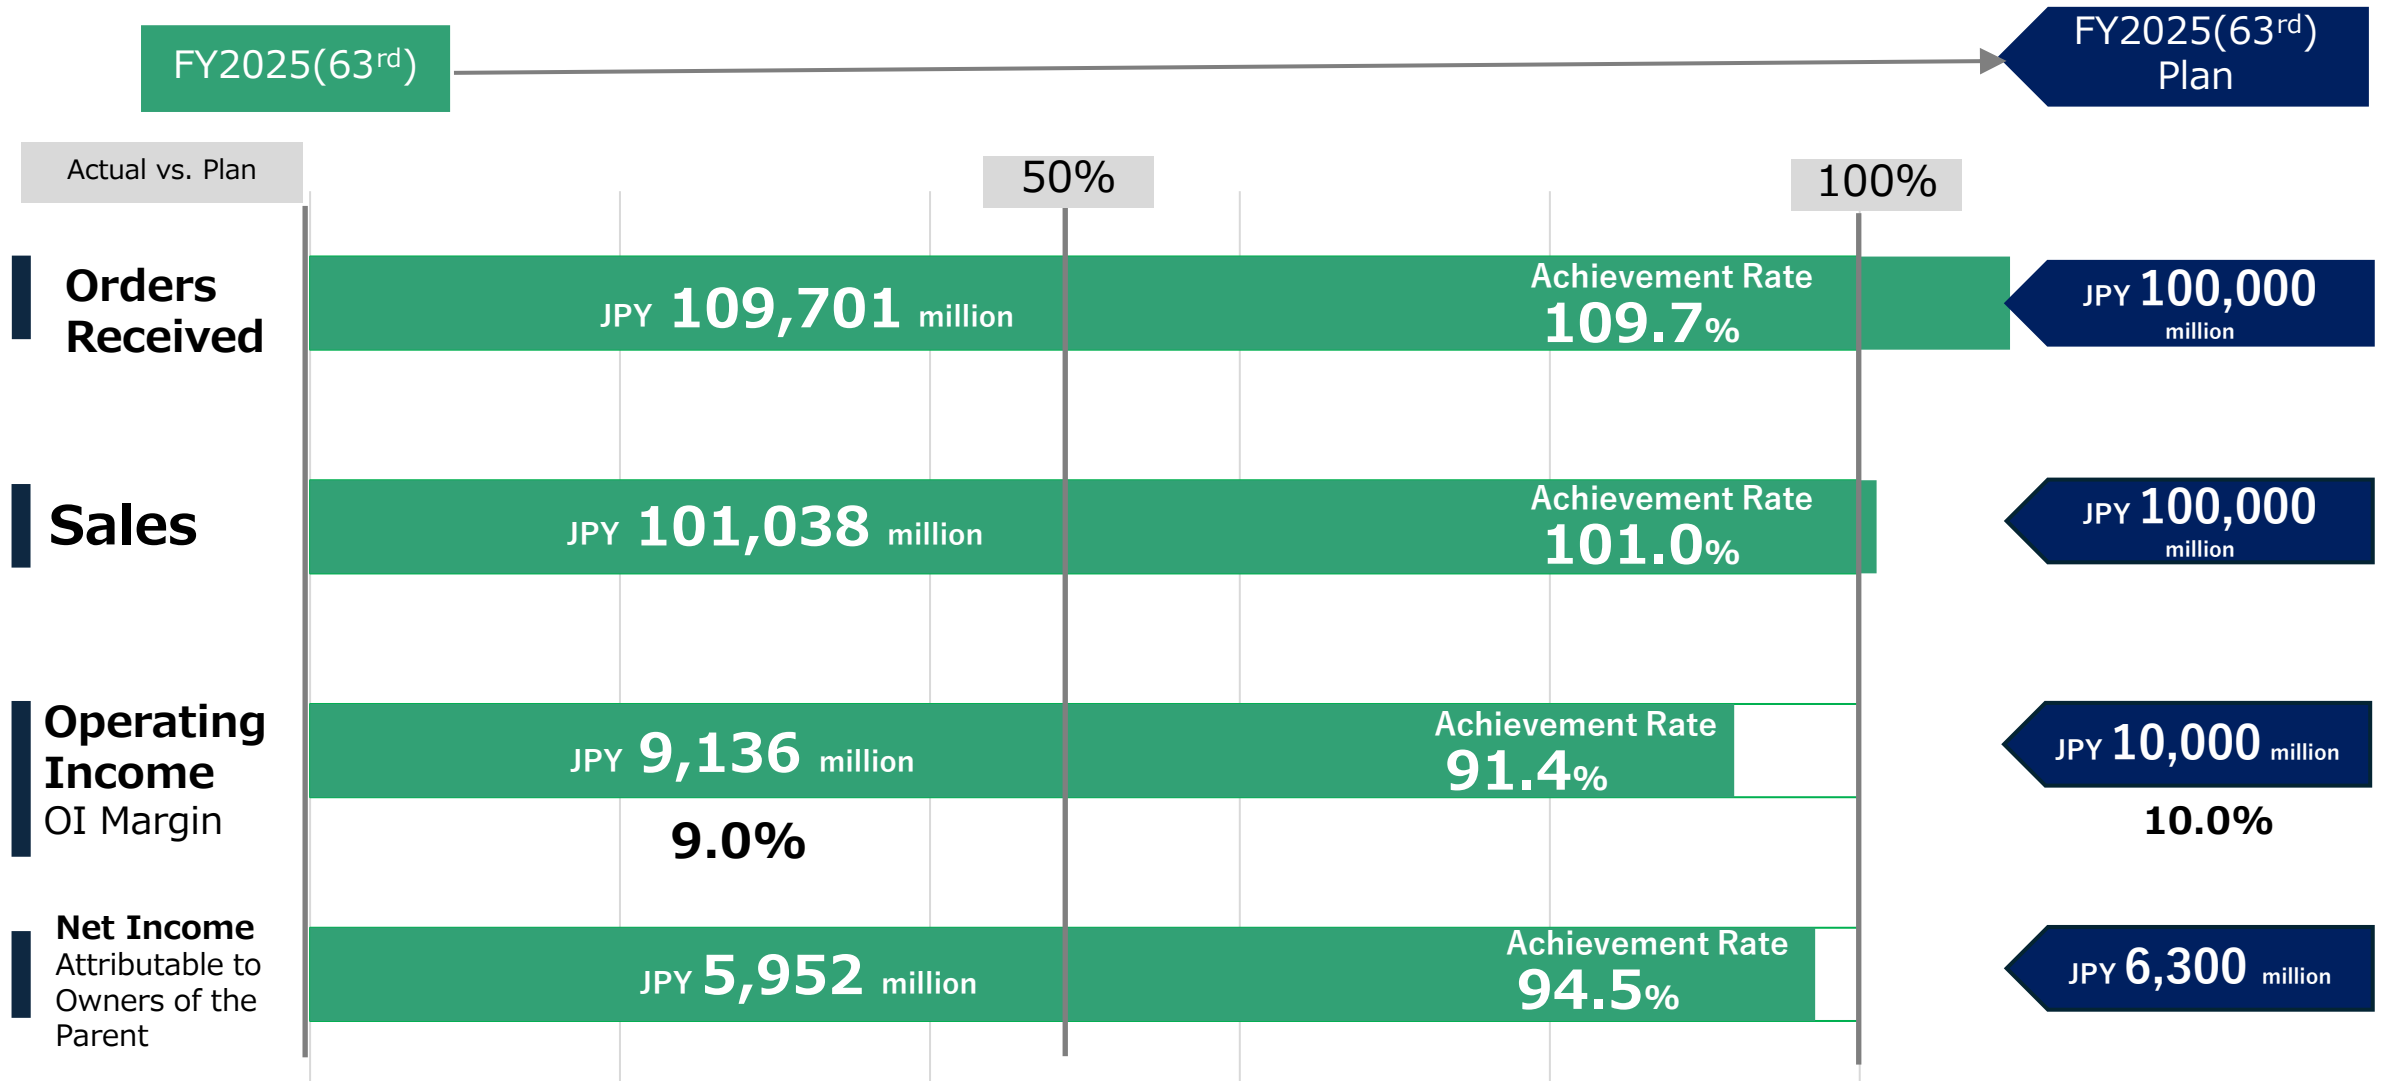 FY2025(63rd)
FY2025(63rd)
Plan
Actual vs. Plan
50%
100%
Orders
Received
JPY 109,701 million
Achievement Rate
109.7%
JPY 100,000
million
Sales
JPY 101,038 million
Achievement Rate
101.0%
JPY 100,000
million
Operating
Income
OI Margin
JPY 9,136 million
Achievement Rate
91.4%
JPY 10,000 million
9.0%
10.0%
Net Income
Attributable to
Owners of the
Parent
JPY 5,952 million
Achievement Rate
94.5%
JPY 6,300 million